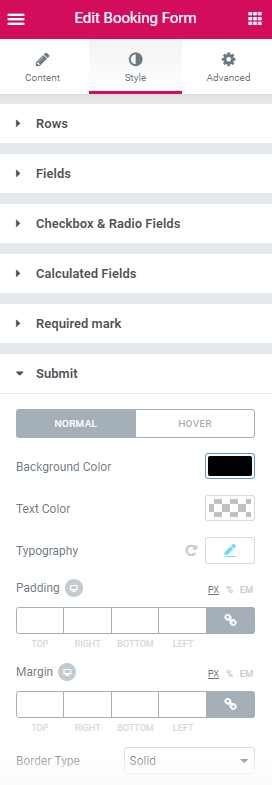 Edit Booking Form
Content Style Advanced
Rows
Fields
Checkbox & Radio Fields
Calculated Fields
Required mark
Submit
NORMAL HOVER
Background Color
Text Color
Typography
Padding PX % EM
TOP RIGHT BOTTOM LEFT
Margin PX % EM
TOP RIGHT BOTTOM LEFT
Border Type Solid